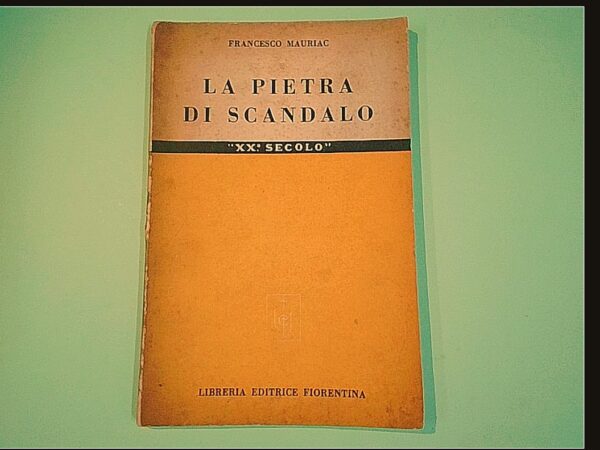 FRANCESCO MAURIAC
LA PIETRA
DI SCANDALO
"XX.º SECOLO"
LIBRERIA EDITRICE FIORENTINA